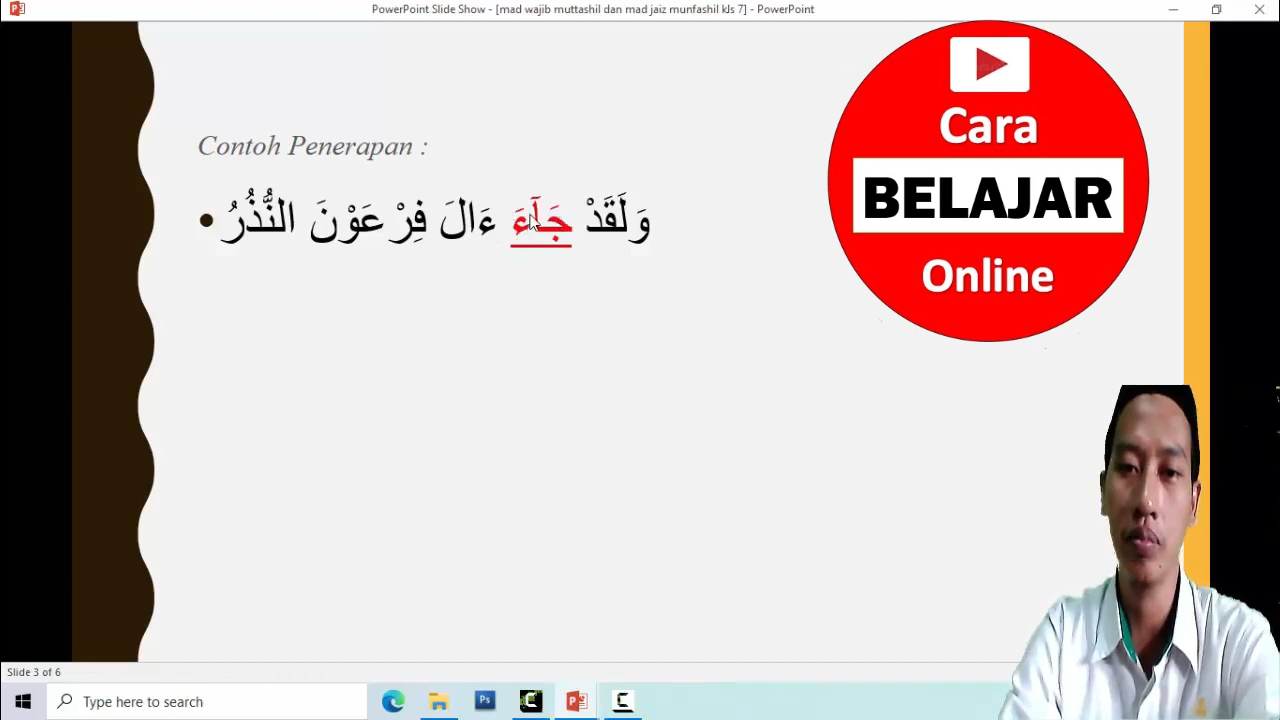 PowerPoint Slide Show - [mad wajib muttashil dan mad jaiz munfashil kls 7] - PowerPoint
Contoh Penerapan :
• وَلَقَدْ جَآءَ ءَالَ فِرْعَوْنَ النُّذُرُ
Cara
BELAJAR
Online
Slide 3 of 6
Type here to search
Ps